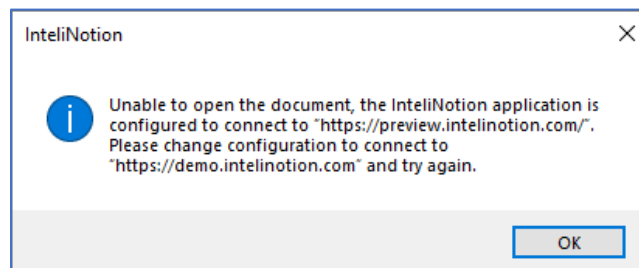 InteliNotion
Unable to open the document, the InteliNotion application is
configured to connect to "https://preview.intelinotion.com/".
Please change configuration to connect to
"https://demo.intelinotion.com" and try again.
OK